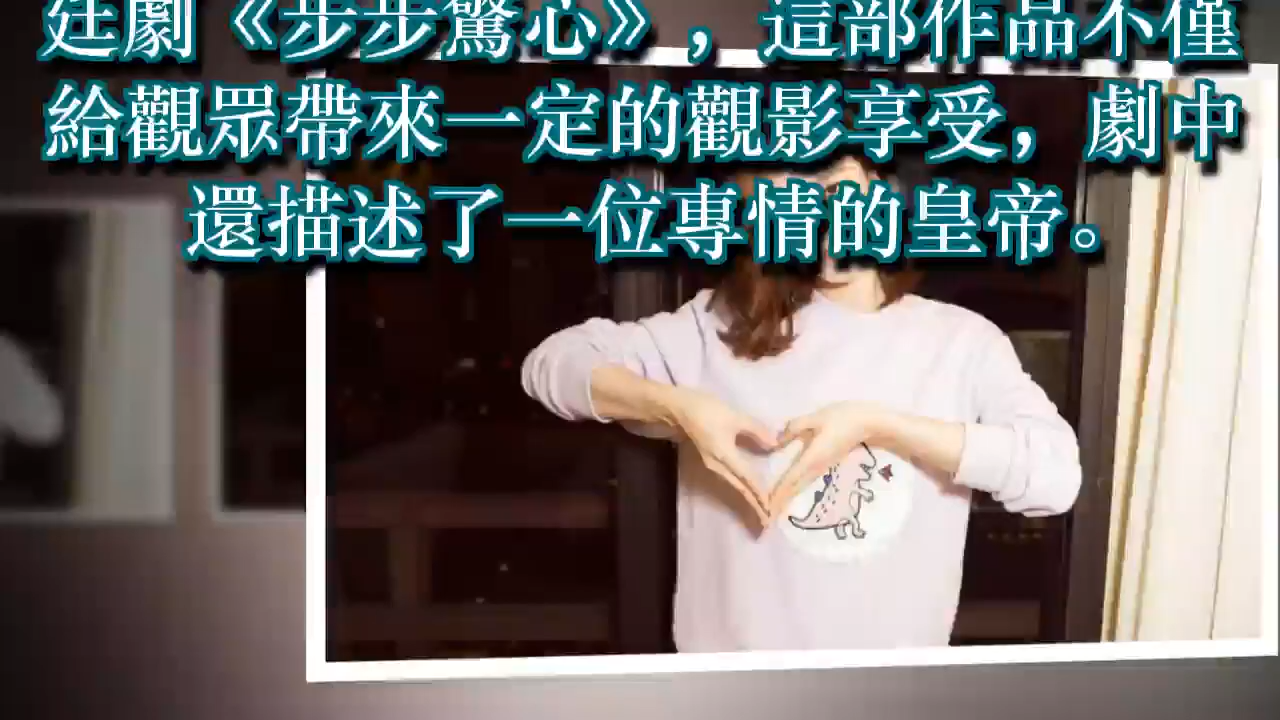 廷劇《步步驚心》，這部作品不僅
給觀眾帶來一定的觀影享受，劇中
還描述了一位專情的皇帝。